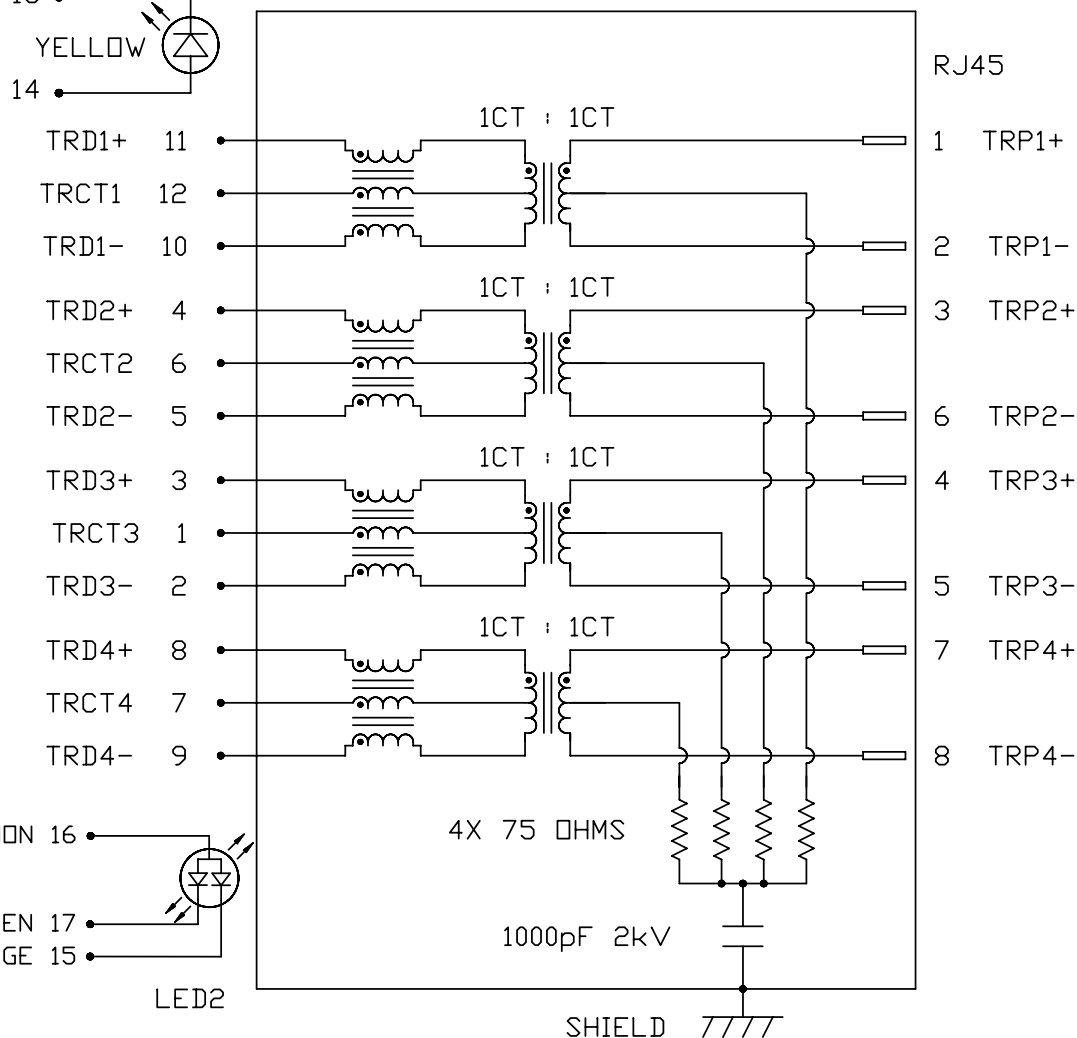 YELLOW
14
RJ45
1CT : 1CT
TRD1+ 11
1 TRP1+
TRCT1 12
TRD1- 10
2 TRP1-
1CT : 1CT
TRD2+ 4
3 TRP2+
TRCT2 6
TRD2- 5
6 TRP2-
1CT : 1CT
TRD3+ 3
4 TRP3+
TRCT3 1
TRD3- 2
5 TRP3-
1CT : 1CT
TRD4+ 8
7 TRP4+
TRCT4 7
TRD4- 9
8 TRP4-
4X 75 OHMS
ON 16
EN 17
1000pF 2kV
GE 15
LED2
SHIELD